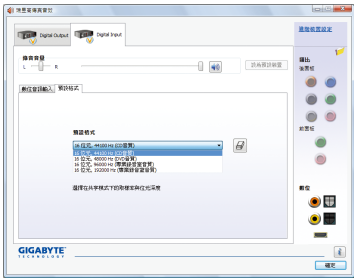 瑞昱高傳真音效
Digital Output
Digital Input
進階裝置設定
錄音音量
L
R
設為預設裝置
類比
後面板
數位音訊輸入
預設格式
前面板
預設格式
16 位元, 44100 Hz (CD音質)
16 位元, 44100 Hz (CD音質)
16 位元, 48000 Hz (DVD音質)
16 位元, 96000 Hz (專業錄音室音質)
16 位元, 192000 Hz (專業錄音室音質)
選擇在共享模式下的取樣率與位元深度
數位
GIGABYTE
TECHNOLOGY
確定